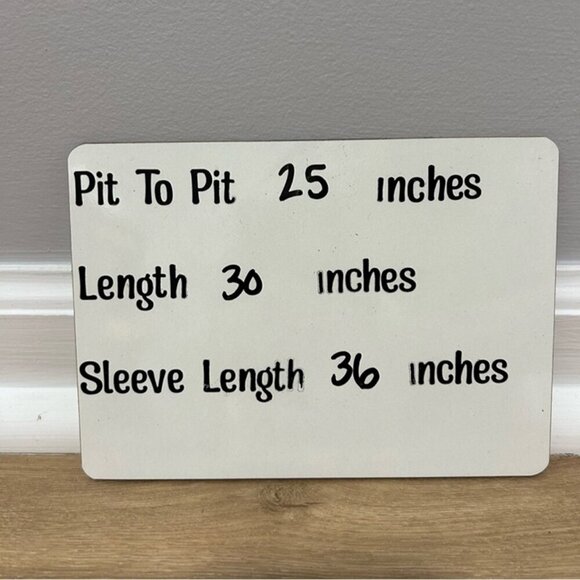 Pit To Pit 25 inches
Length 30 inches
Sleeve Length 36 inches